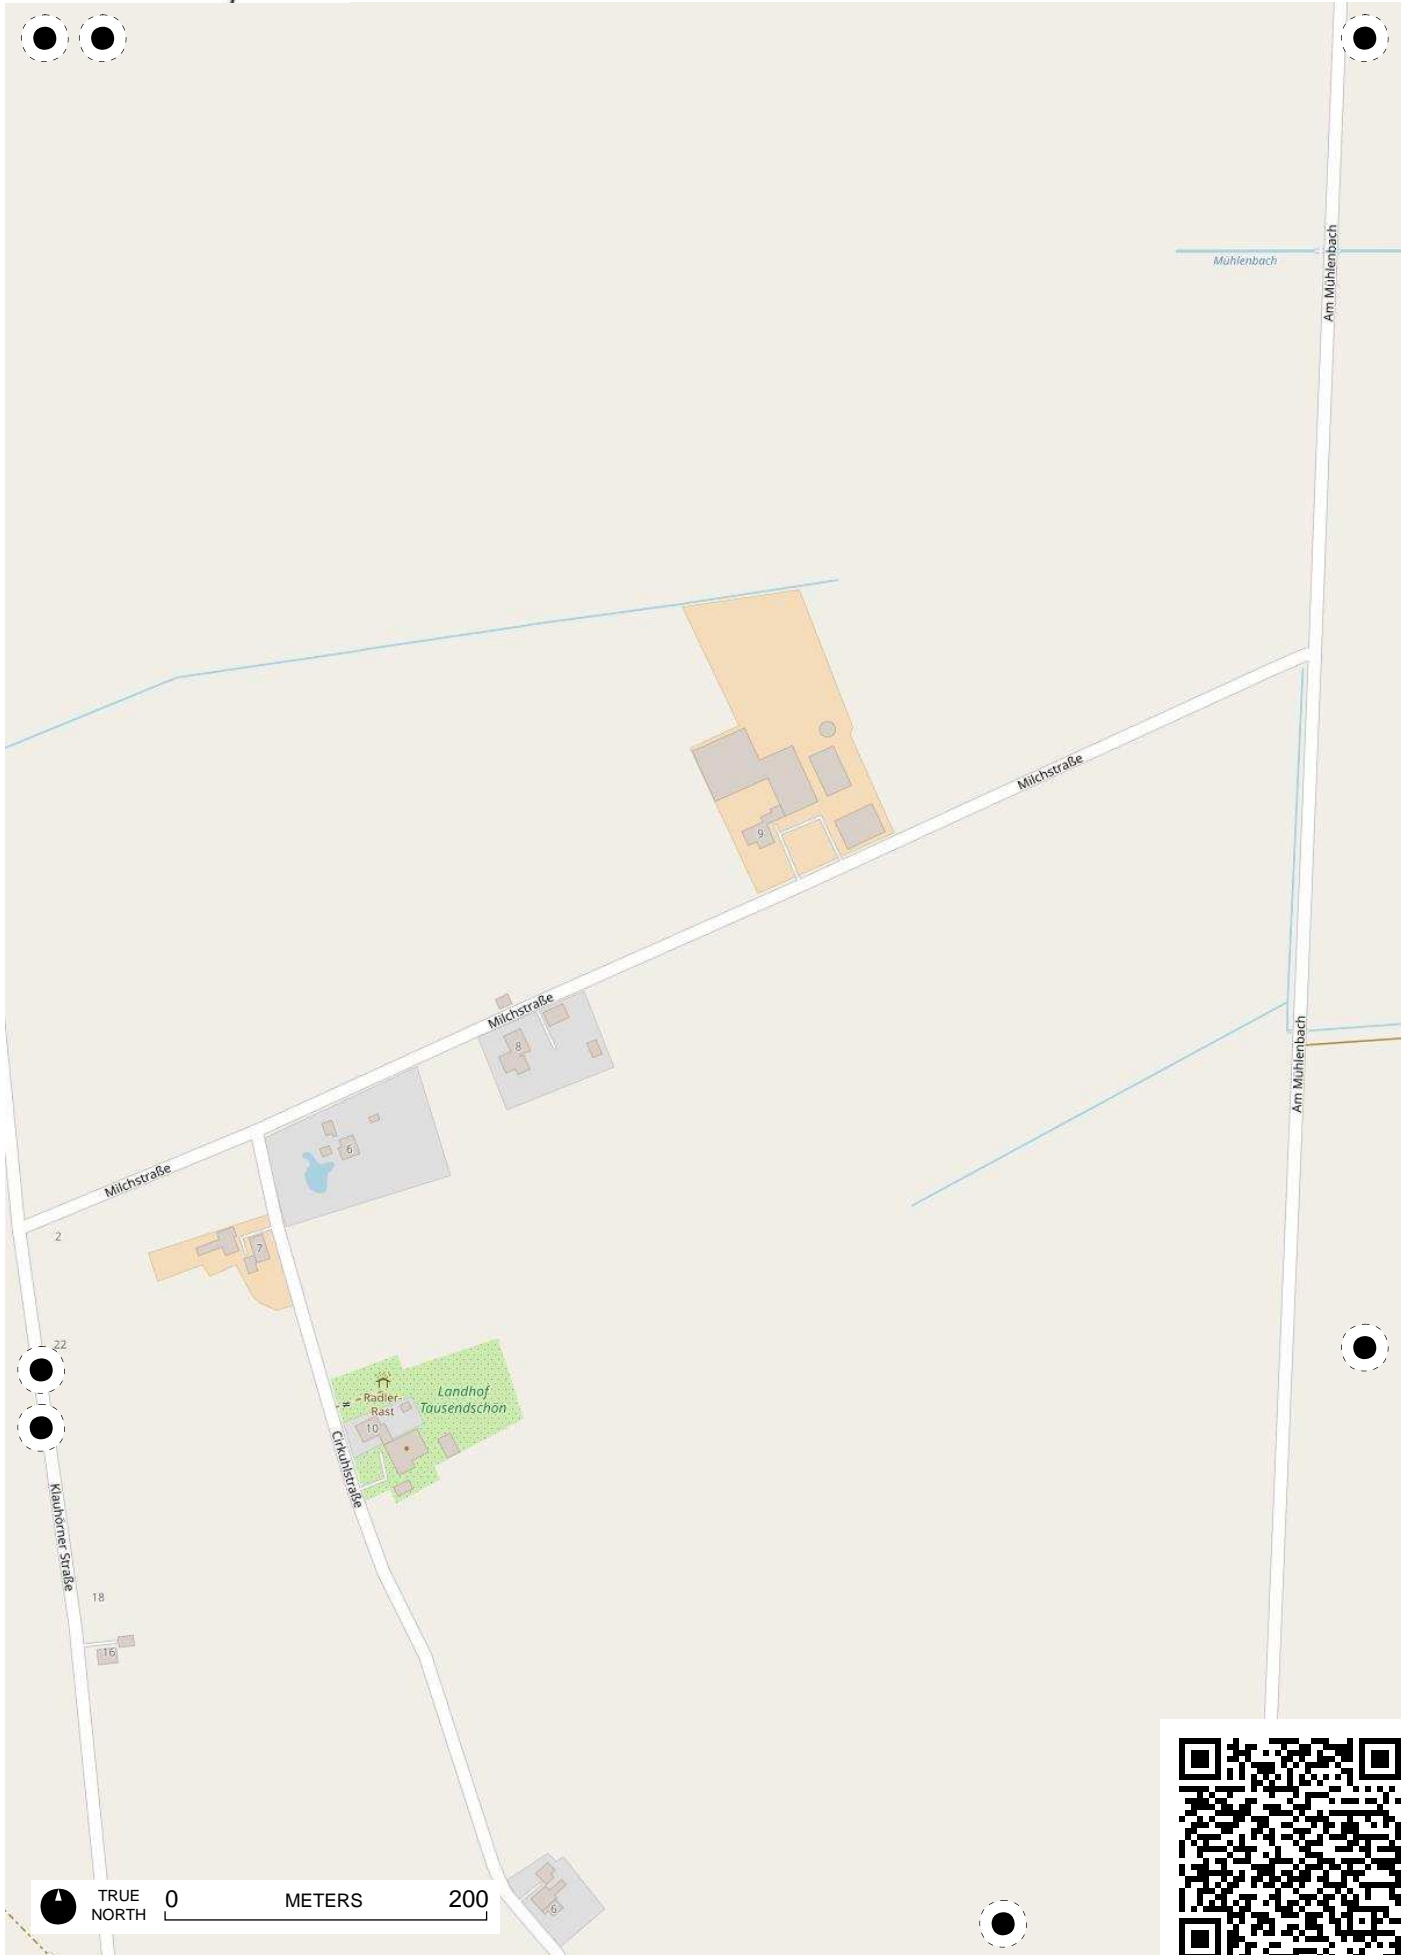 Mühlenbach
Am Mühlenbach
Milchstraße
9
Milchstraße
8
Am Mühlenbach
6
Milchstraße
2
7
22
Radler-
Rast
Landhof
Tausendschön
10
Cirkuhlstraße
Klauhörner Straße
18
16
6
TRUE
NORTH
0 METERS 200